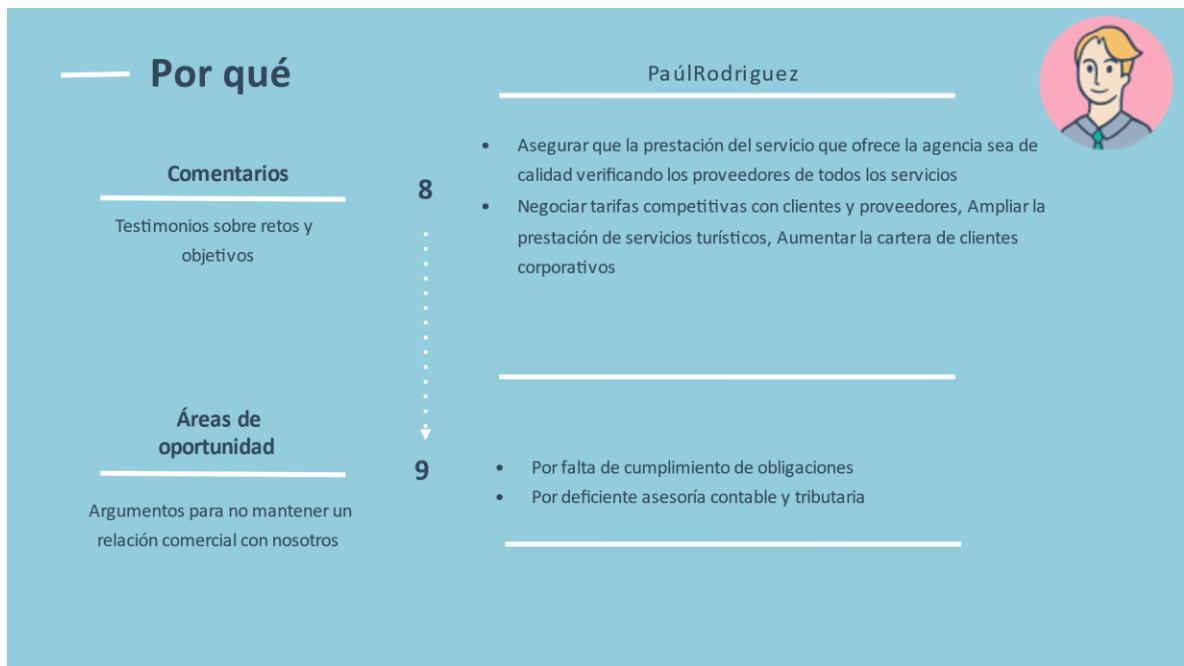 Por qué
PaúlRodriguez
Comentarios
Testimonios sobre retos y
objetivos
8
• Asegurar que la prestación del servicio que ofrece la agencia sea de
calidad verificando los proveedores de todos los servicios
• Negociar tarifas competitivas con clientes y proveedores, Ampliar la
prestación de servicios turísticos, Aumentar la cartera de clientes
corporativos
Áreas de
oportunidad
Argumentos para no mantener un
relación comercial con nosotros
9
• Por falta de cumplimiento de obligaciones
• Por deficiente asesoría contable y tributaria